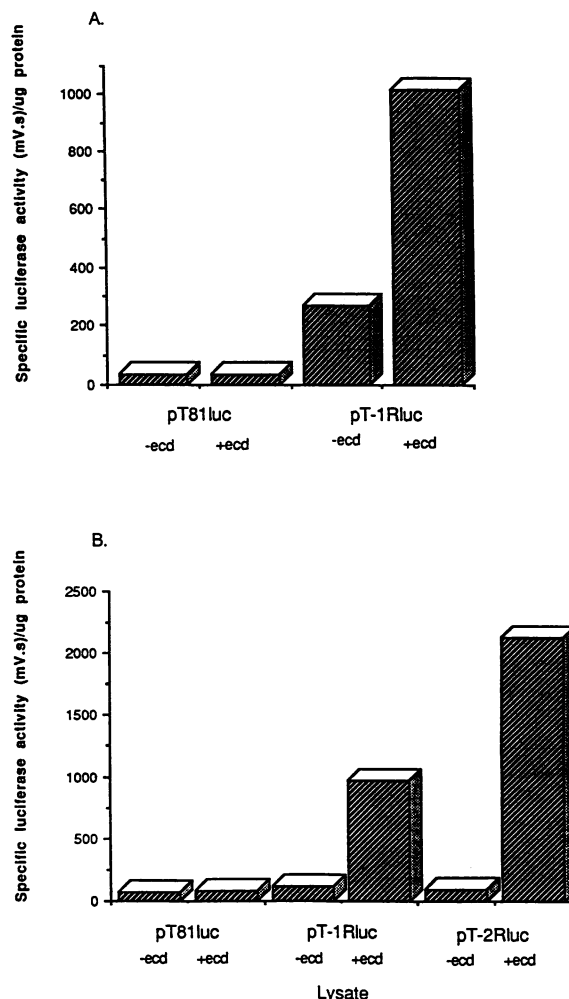 A.
Specific luciferase activity (mV.s)/ug protein
1000
800
600
400
200
0
pT81luc pT-1Rluc
-ecd +ecd -ecd +ecd
B.
Specific luciferase activity (mV.s)/ug protein
2500
2000
1500
1000
500
0
pT81luc pT-1Rluc pT-2Rluc
-ecd +ecd -ecd +ecd -ecd +ecd
Lysate